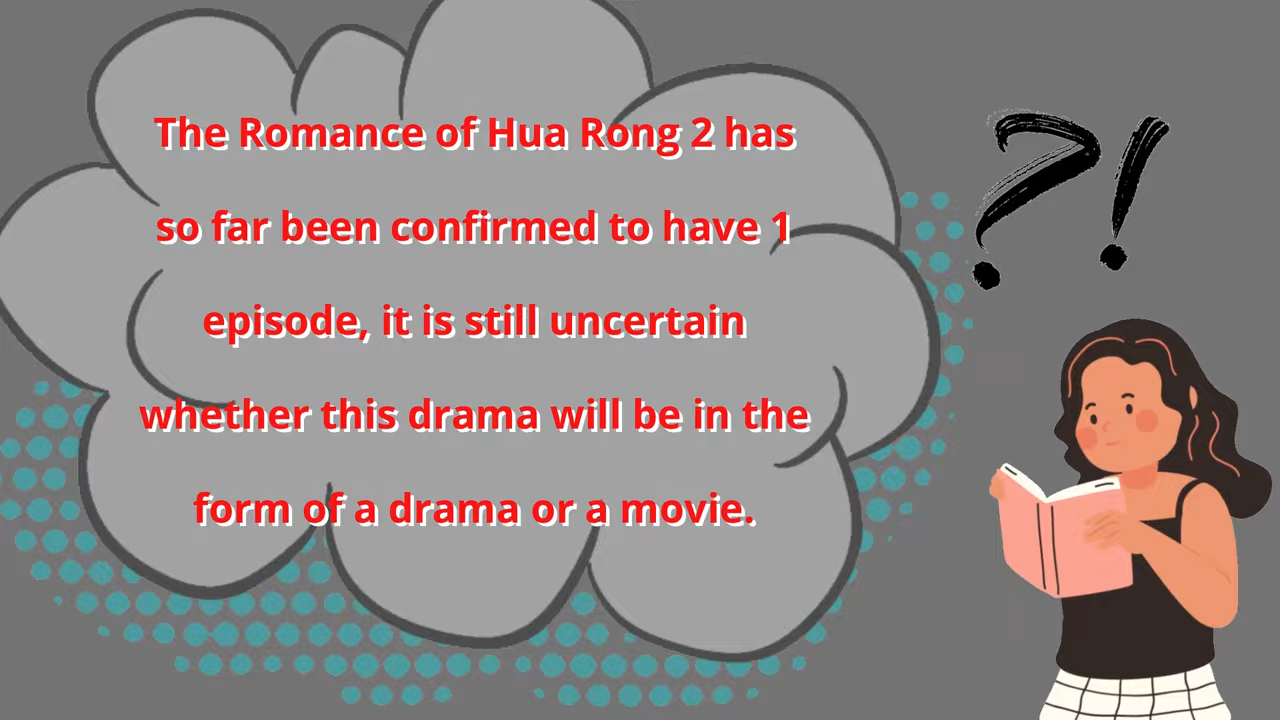 The Romance of Hua Rong 2 has
so far been confirmed to have 1
episode, it is still uncertain
whether this drama will be in the
form of a drama or a movie.
?!